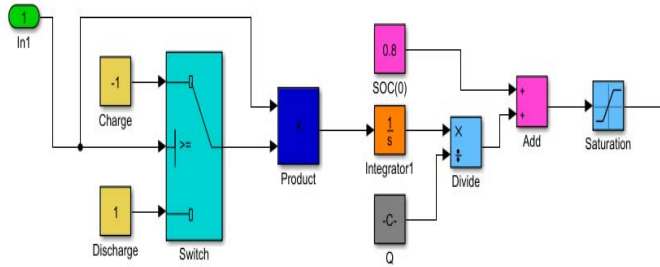 1
In1
-1
Charge
>=
1
Discharge
Switch
×
Product
0.8
SOC(0)
1
s
Integrator1
-C-
Q
×
÷
Divide
+
+
Add
Saturation